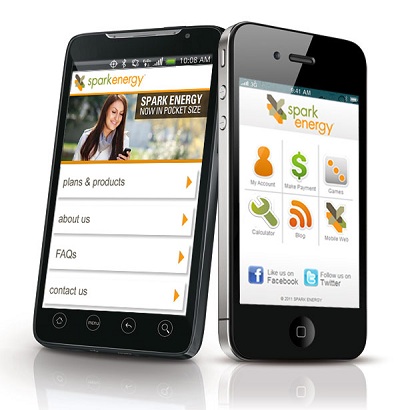 10:08 AM
sparkenergy
SPARK ENERGY
NOW IN POCKET SIZE
plans & products
about us
FAQs
contact us
menu
3G
9:41 AM
spark
energy
My Account
Make Payment
Games
Calculator
Blog
Mobile Web
Like us on
Facebook
Follow us on
Twitter
© 2011 SPARK ENERGY